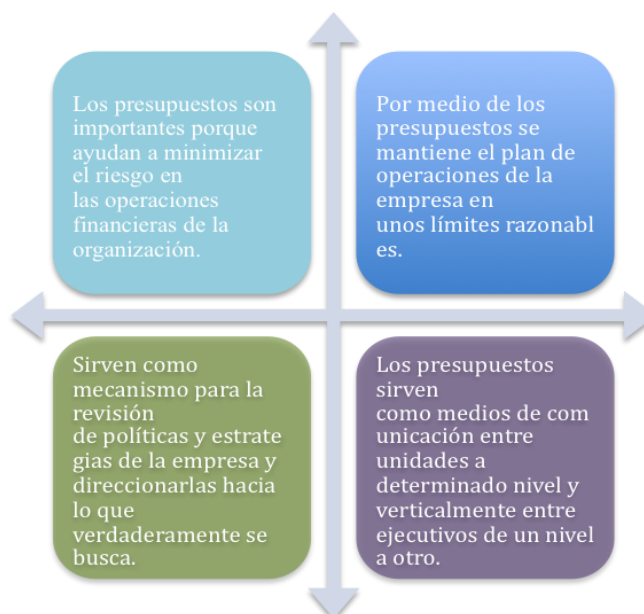 Los presupuestos son
importantes porque
ayudan a minimizar
el riesgo en
las operaciones
financieras de la
organización.
Por medio de los
presupuestos se
mantiene el plan de
operaciones de la
empresa en
unos límites razonabl
es.
Sirven como
mecanismo para la
revisión
de políticas y estrate
gias de la empresa y
direccionarlas hacia
lo que
verdaderamente se
busca.
Los presupuestos
sirven
como medios de com
unicación entre
unidades a
determinado nivel y
verticalmente entre
ejecutivos de un nivel
a otro.